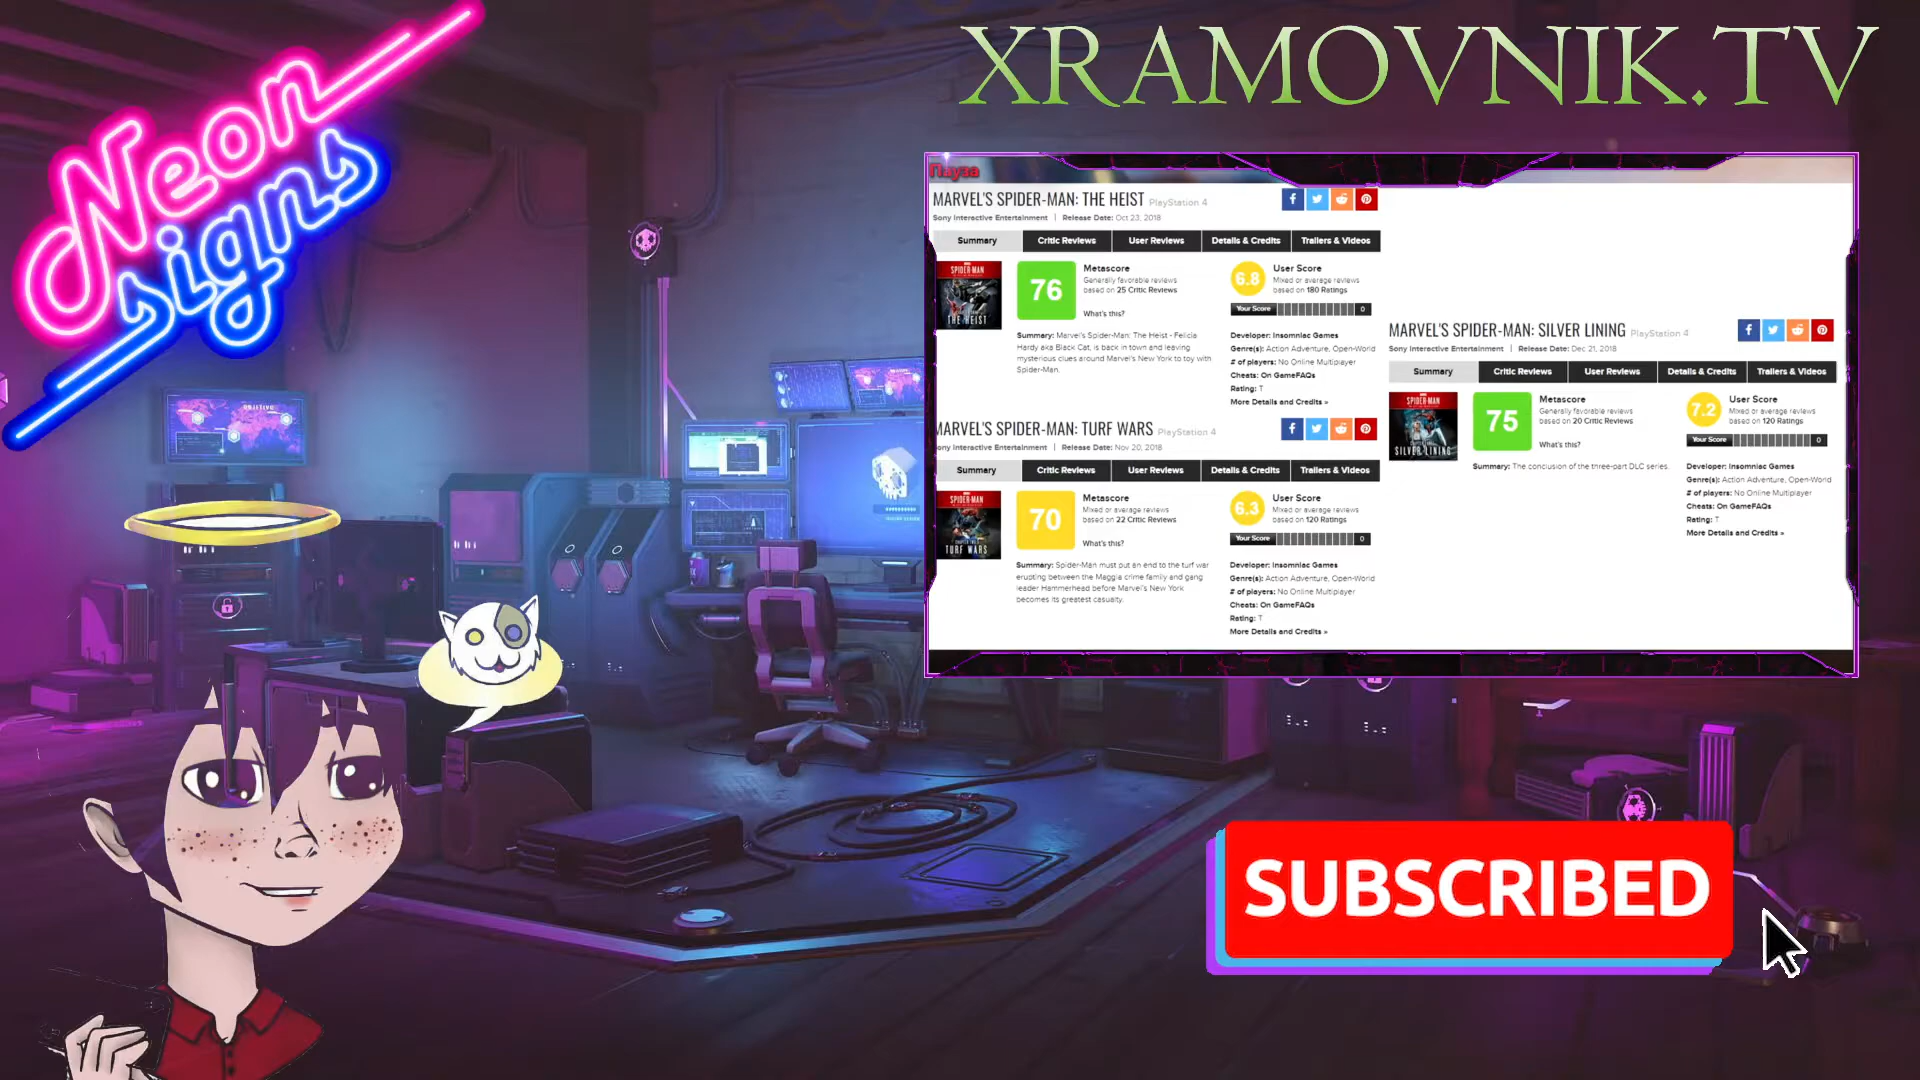 Neon
signs
XRAMOVNIK.TV
Пауза
MARVEL'S SPIDER-MAN: THE HEIST PlayStation 4
Sony Interactive Entertainment | Release Date: Oct 23, 2018
Summary Critic Reviews User Reviews Details & Credits Trailers & Videos
SPIDER-MAN
THE HEIST
76
Metascore
Generally favorable reviews
based on 25 Critic Reviews
What's this?
6.8
User Score
Mixed or average reviews
based on 180 Ratings
Your Score 0
Summary: Marvel's Spider-Man: The Heist - Felicia
Hardy aka Black Cat, is back in town and leaving
mysterious clues around Marvel's New York to toy with
Spider-Man.
Developer: Insomniac Games
Genre(s): Action Adventure, Open-World
# of players: No Online Multiplayer
Cheats: On GameFAQs
Rating: T
More Details and Credits »
MARVEL'S SPIDER-MAN: TURF WARS PlayStation 4
ony Interactive Entertainment | Release Date: Nov 20, 2018
Summary Critic Reviews User Reviews Details & Credits Trailers & Videos
SPIDER-MAN
TURF WARS
70
Metascore
Mixed or average reviews
based on 22 Critic Reviews
What's this?
6.3
User Score
Mixed or average reviews
based on 120 Ratings
Your Score 0
Summary: Spider-Man must put an end to the turf war
erupting between the Maggia crime family and gang
leader Hammerhead before Marvel's New York
becomes its greatest casualty.
Developer: Insomniac Games
Genre(s): Action Adventure, Open-World
# of players: No Online Multiplayer
Cheats: On GameFAQs
Rating: T
More Details and Credits »
MARVEL'S SPIDER-MAN: SILVER LINING PlayStation 4
Sony Interactive Entertainment | Release Date: Dec 21, 2018
Summary Critic Reviews User Reviews Details & Credits Trailers & Videos
SPIDER-MAN
SILVER LINING
75
Metascore
Generally favorable reviews
based on 20 Critic Reviews
What's this?
7.2
User Score
Mixed or average reviews
based on 120 Ratings
Your Score 0
Summary: The conclusion of the three-part DLC series.
Developer: Insomniac Games
Genre(s): Action Adventure, Open-World
# of players: No Online Multiplayer
Cheats: On GameFAQs
Rating: T
More Details and Credits »
SUBSCRIBED